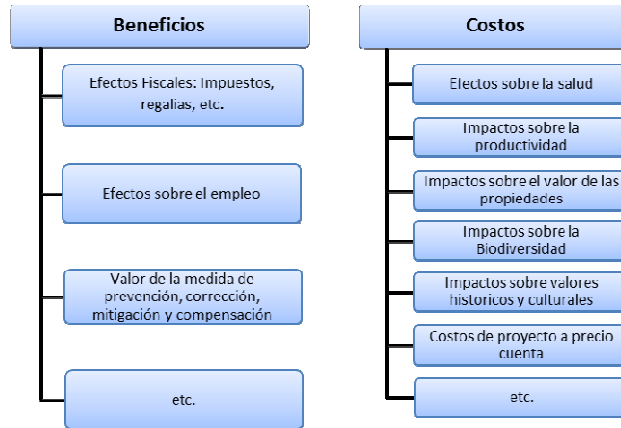 Beneficios
Efectos Fiscales: Impuestos,
regalias, etc.
Efectos sobre el empleo
Valor de la medida de
prevención, corrección,
mitigación y compensación
etc.
Costos
Efectos sobre la salud
Impactos sobre la
productividad
Impactos sobre el valor de las
propiedades
Impactos sobre la
Biodiversidad
Impactos sobre valores
historicos y culturales
Costos de proyecto a precio
cuenta
etc.